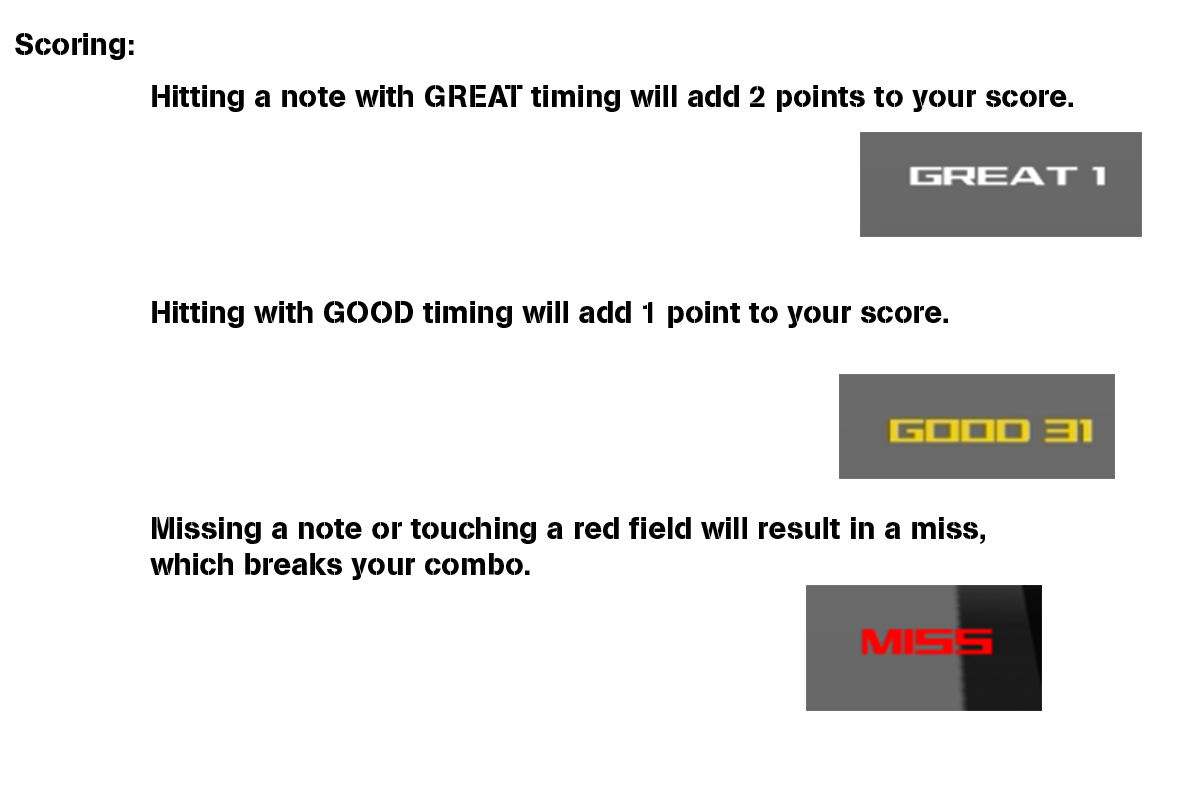 Scoring:
Hitting a note with GREAT timing will add 2 points to your score.
GREAT 1
Hitting with GOOD timing will add 1 point to your score.
GOOD 31
Missing a note or touching a red field will result in a miss,
which breaks your combo.
MISS